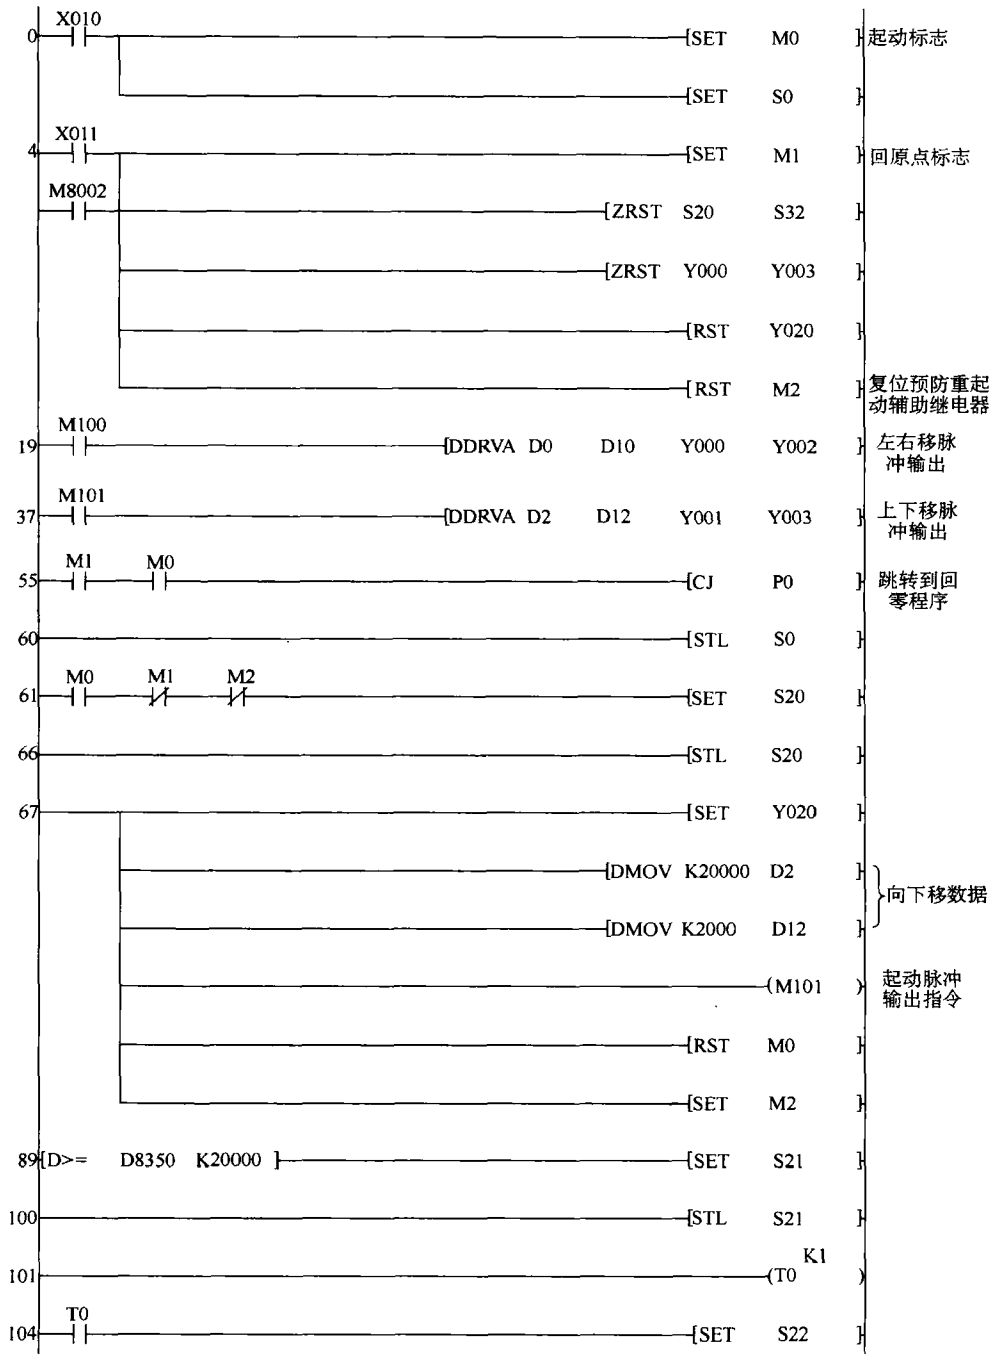 X010
0 [SET M0 ] 起动标志
[SET S0 ]
X011
4 [SET M1 ] 回原点标志
M8002
[ZRST S20 S32 ]
[ZRST Y000 Y003 ]
[RST Y020 ]
[RST M2 ] 复位预防重起
动辅助继电器
M100
19 [DDRVA D0 D10 Y000 Y002 ] 左右移脉
冲输出
M101
37 [DDRVA D2 D12 Y001 Y003 ] 上下移脉
冲输出
M1 M0
55 [CJ P0 ] 跳转到回
零程序
60 [STL S0 ]
M0 M1 M2
61 [SET S20 ]
66 [STL S20 ]
67 [SET Y020 ]
[DMOV K20000 D2 ]
向下移数据
[DMOV K2000 D12 ]
(M101 ) 起动脉冲
输出指令
[RST M0 ]
[SET M2 ]
89 [D>= D8350 K20000 ] [SET S21 ]
100 [STL S21 ]
K1
101 (T0 )
T0
104 [SET S22 ]